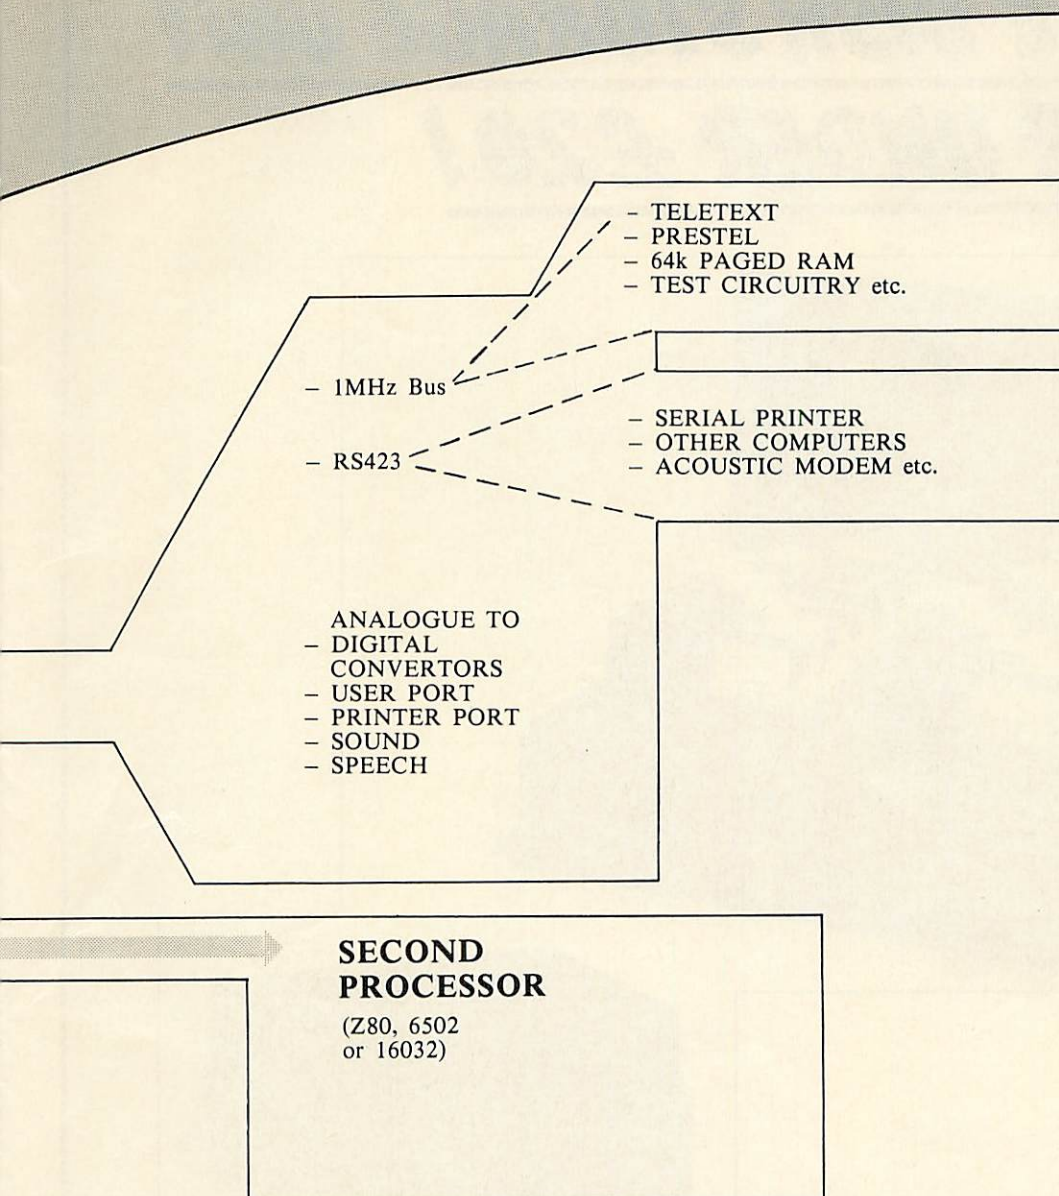 – TELETEXT
– PRESTEL
– 64k PAGED RAM
– TEST CIRCUITRY etc.
– 1MHz Bus
– RS423
– SERIAL PRINTER
– OTHER COMPUTERS
– ACOUSTIC MODEM etc.
ANALOGUE TO
– DIGITAL
CONVERTORS
– USER PORT
– PRINTER PORT
– SOUND
– SPEECH
SECOND
PROCESSOR
(Z80, 6502
or 16032)